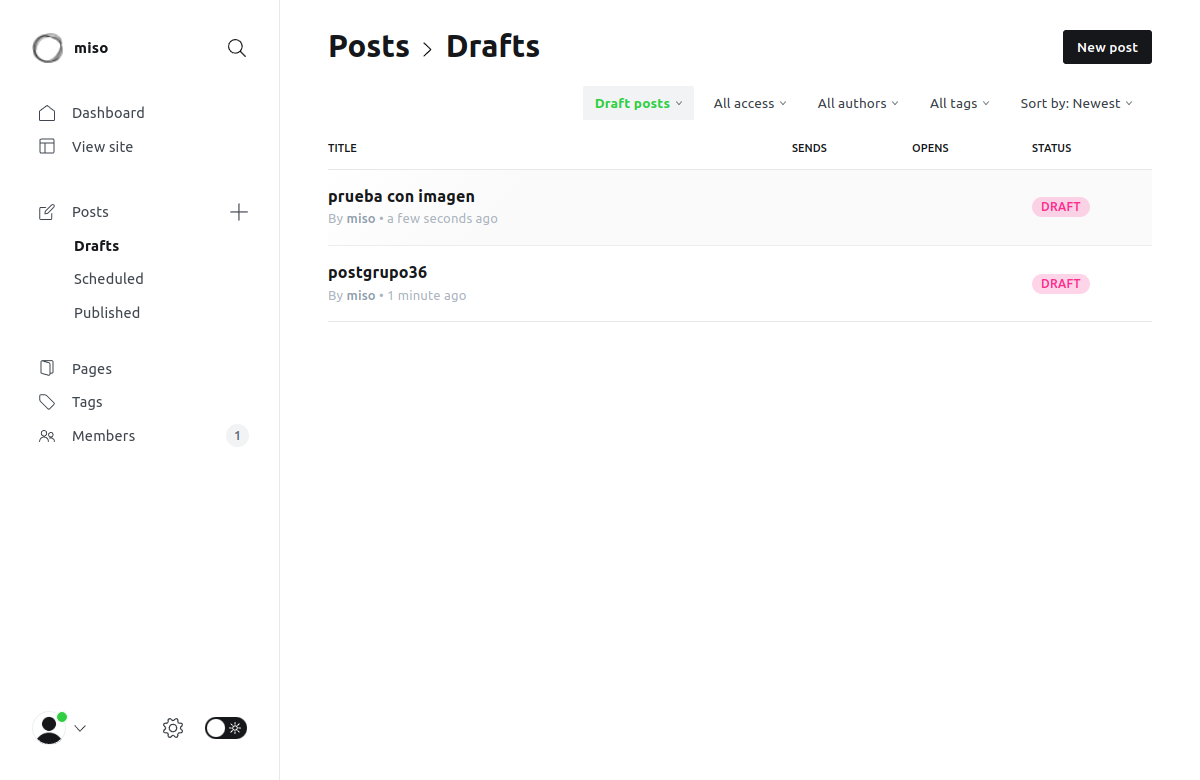 miso
Dashboard
View site
Posts
Drafts
Scheduled
Published
Pages
Tags
Members 1
Posts › Drafts
New post
Draft posts All access All authors All tags Sort by: Newest
TITLE SENDS OPENS STATUS
prueba con imagen
By miso • a few seconds ago
DRAFT
postgrupo36
By miso • 1 minute ago
DRAFT